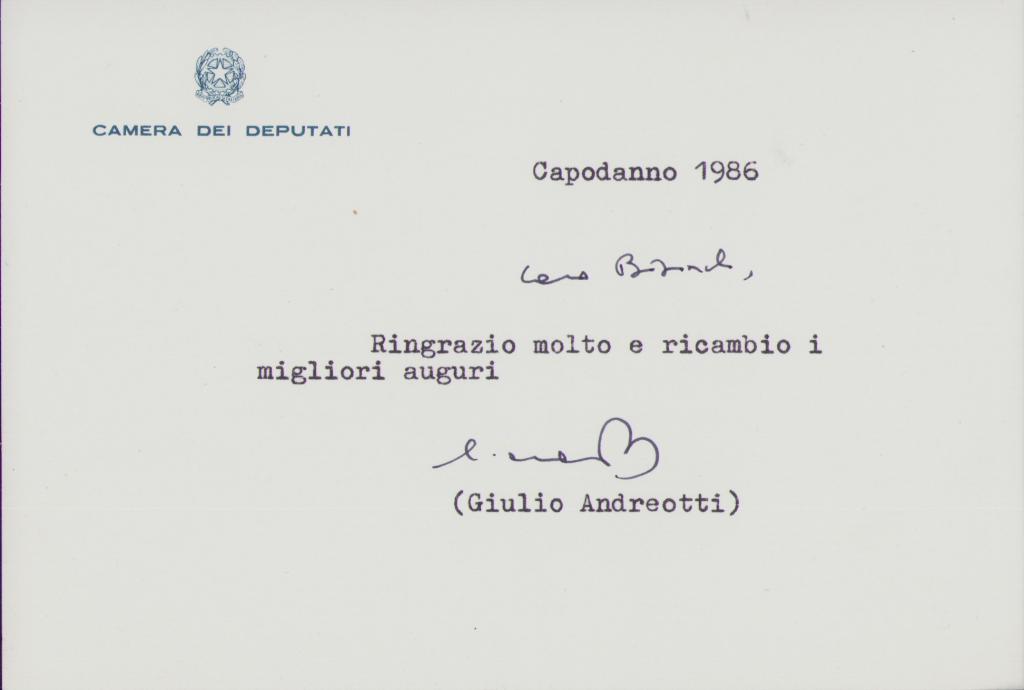 CAMERA DEI DEPUTATI
Capodanno 1986
Caro
Ringrazio molto e ricambio i
migliori auguri
(Giulio Andreotti)